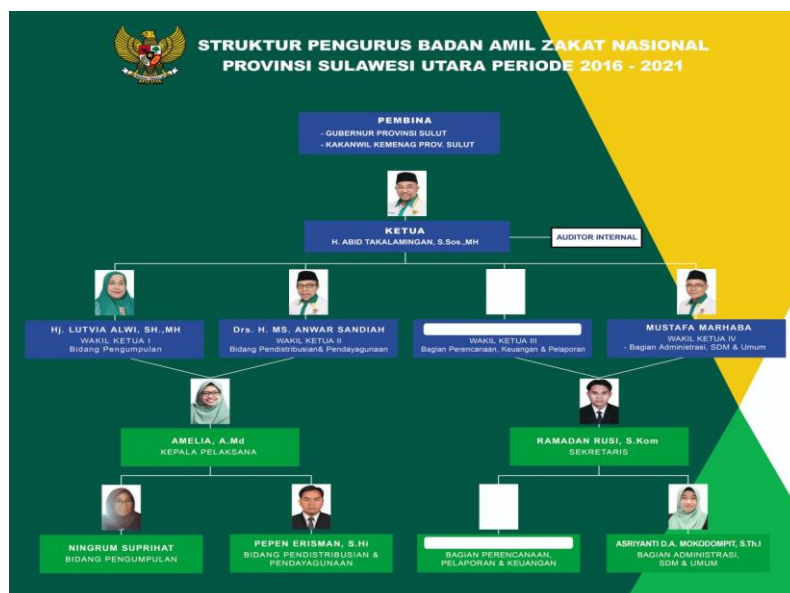 STRUKTUR PENGURUS BADAN AMIL ZAKAT NASIONAL
PROVINSI SULAWESI UTARA PERIODE 2016 - 2021
PEMBINA
- GUBERNUR PROVINSI SULUT
- KAKANWIL KEMENAG PROV. SULUT
KETUA
H. ABID TAKALAMINGAN, S.Sos.,MH
AUDITOR INTERNAL
Hj. LUTVIA ALWI, SH.,MH
WAKIL KETUA I
Bidang Pengumpulan
Drs. H. MS. ANWAR SANDIAH
WAKIL KETUA II
Bidang Pendistribusian& Pendayagunaan
WAKIL KETUA III
Bagian Perencanaan, Keuangan & Pelaporan
MUSTAFA MARHABA
WAKIL KETUA IV
- Bagian Administrasi, SDM & Umum
AMELIA, A.Md
KEPALA PELAKSANA
RAMADAN RUSI, S.Kom
SEKRETARIS
NINGRUM SUPRIHAT
BIDANG PENGUMPULAN
PEPEN ERISMAN, S.Hi
BIDANG PENDISTRIBUSIAN &
PENDAYAGUNAAN
BAGIAN PERENCANAAN,
PELAPORAN & KEUANGAN
ASRIYANTI D.A. MOKODOMPIT, S.Th.I
BAGIAN ADMINISTRASI,
SDM & UMUM